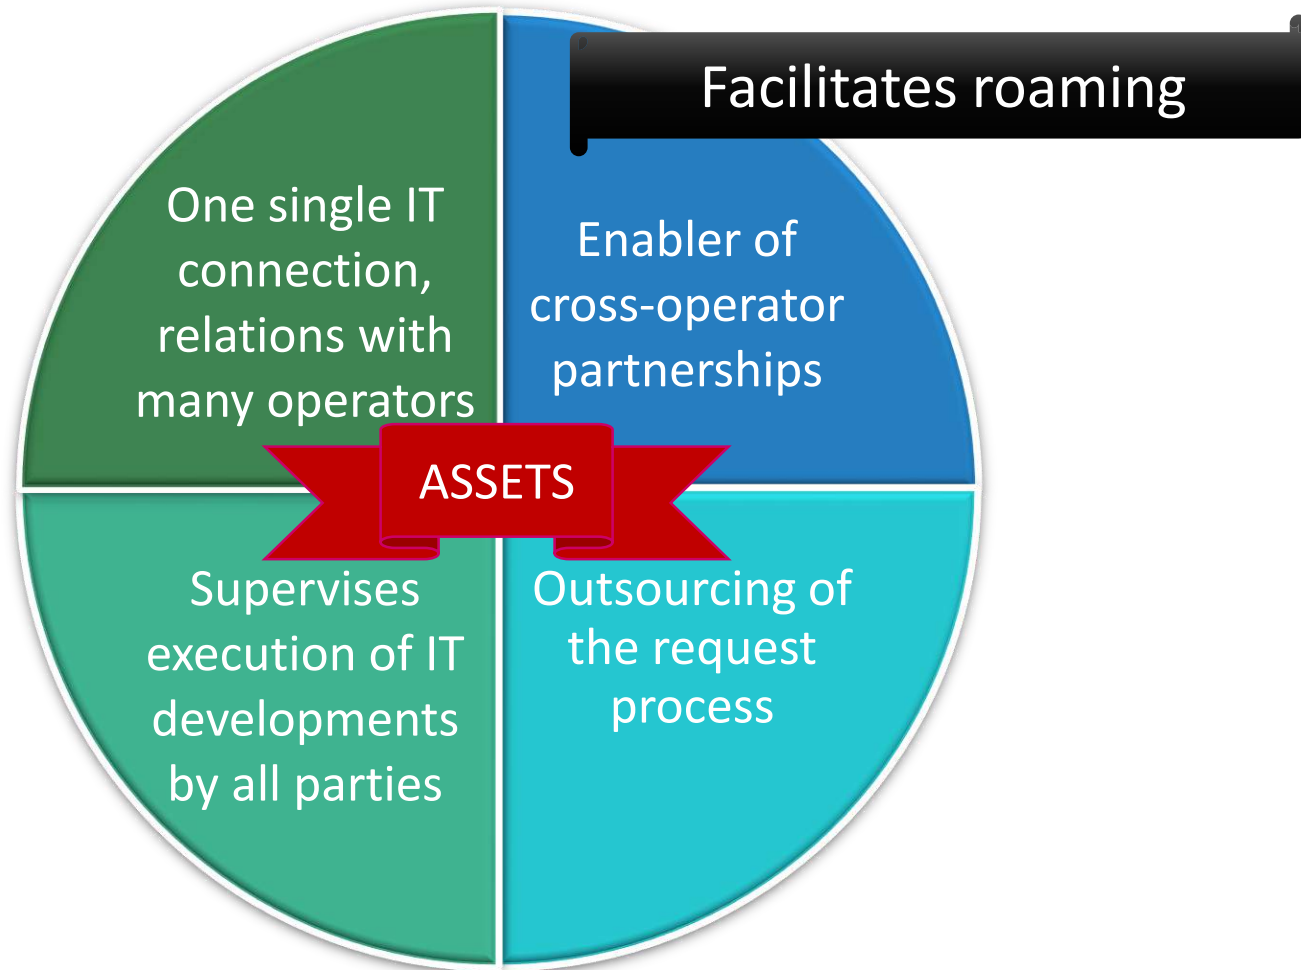 Facilitates roaming
One single IT
connection,
relations with
many operators
Enabler of
cross-operator
partnerships
ASSETS
Supervises
execution of IT
developments
by all parties
Outsourcing of
the request
process